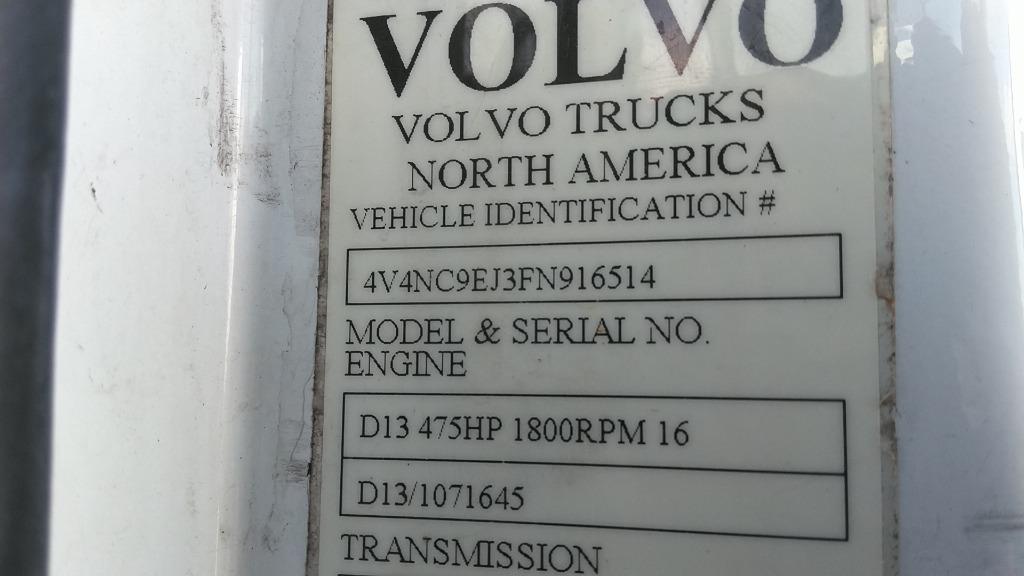 VOLVO
VOLVO TRUCKS
NORTH AMERICA
VEHICLE IDENTIFICATION #
4V4NC9EJ3FN916514
MODEL & SERIAL NO.
ENGINE
D13 475HP 1800RPM 16
D13/1071645
TRANSMISSION